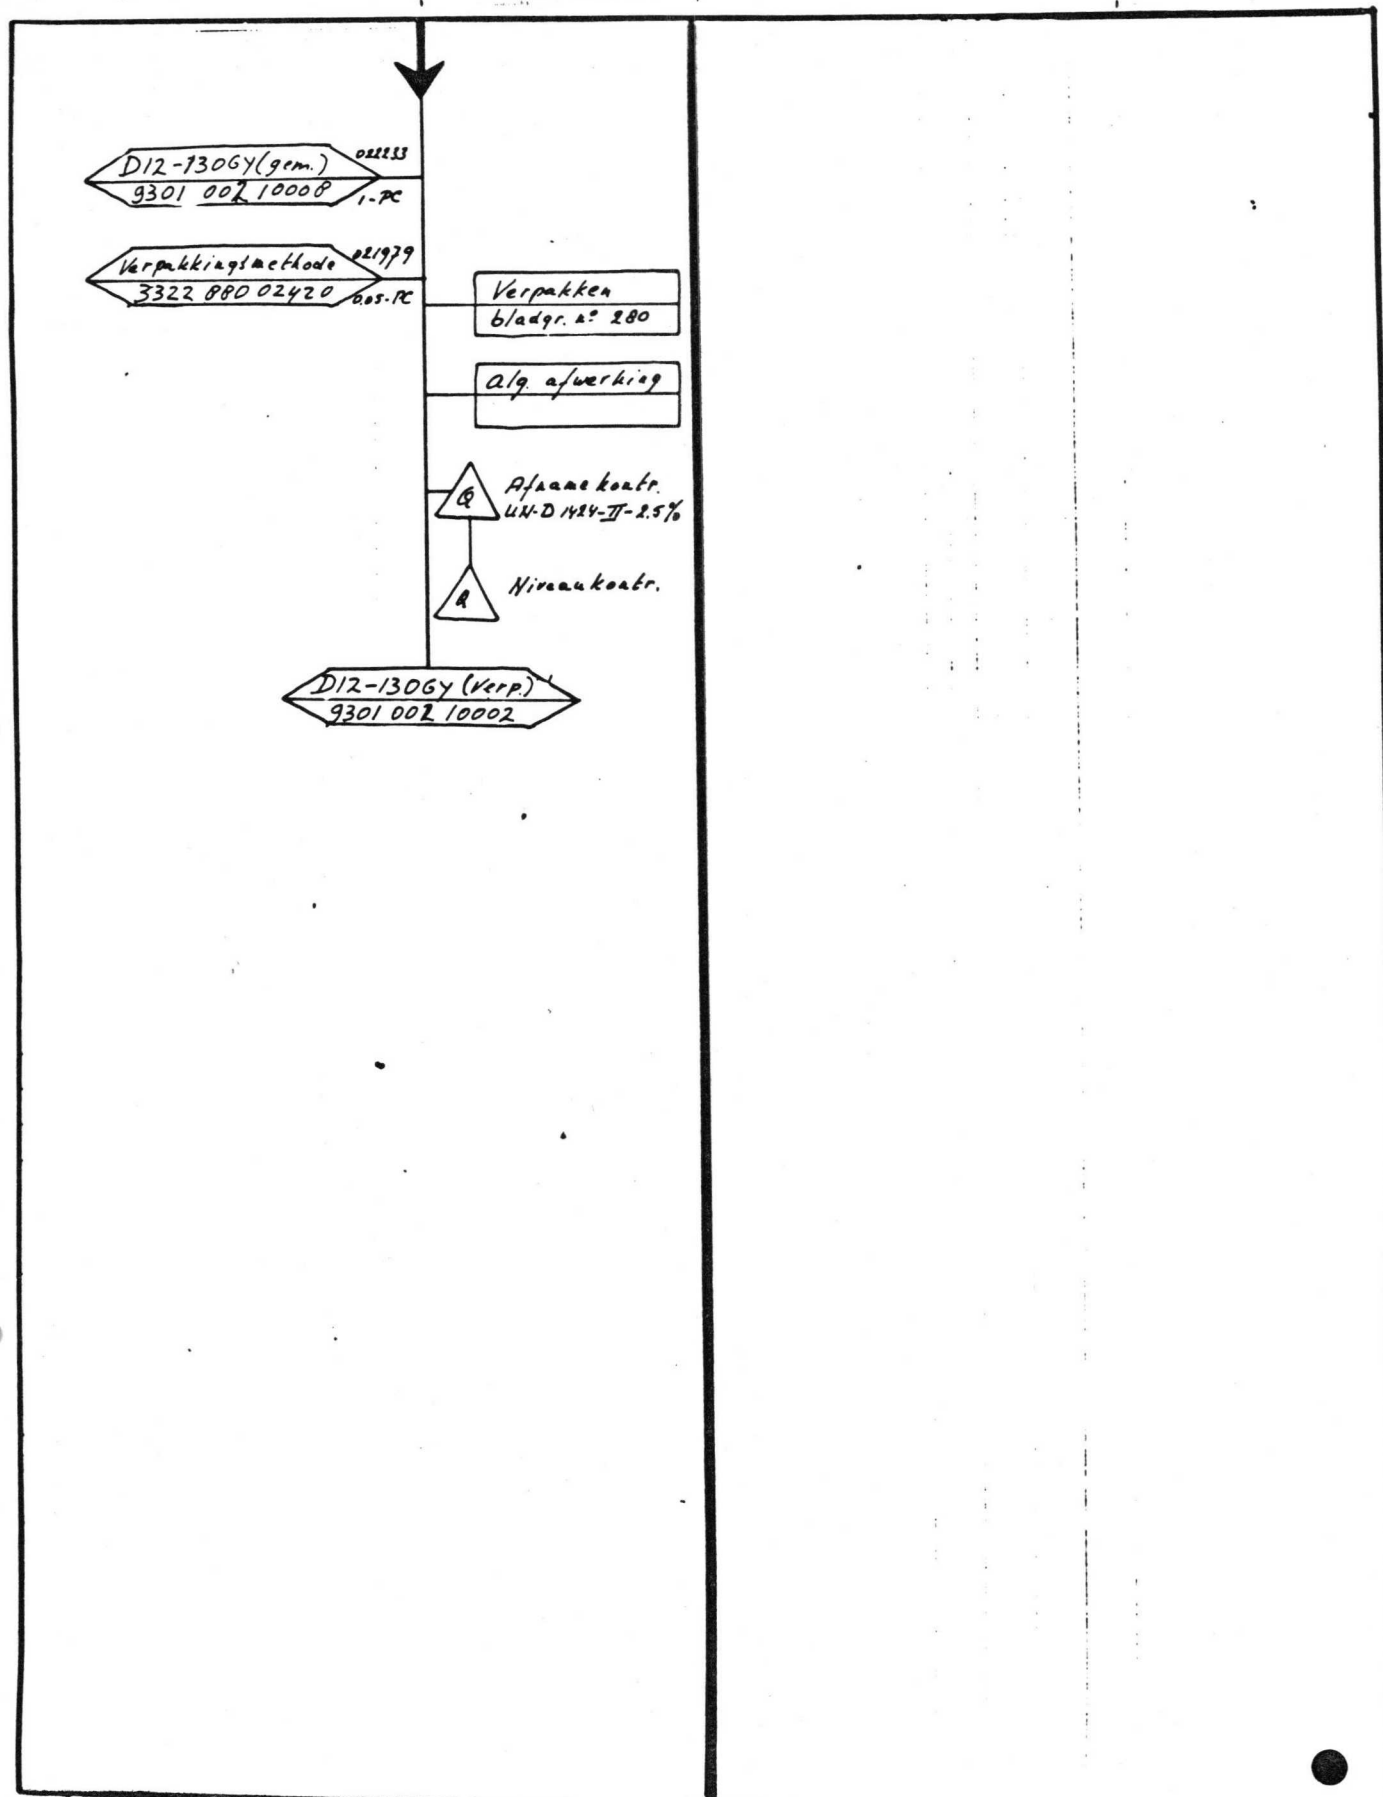 D12-130GY (gem.)
022233
9301 002 10008
1-PC
Verpakkingsmethode
021979
3322 880 02420
0.05-PC
Verpakken
bladgr. nº 280
Alg. afwerking
Q
Afname kontr.
UN-D 1424-II-2.5%
Q
Niveau kontr.
D12-130GY (Verp.)
9301 002 10002